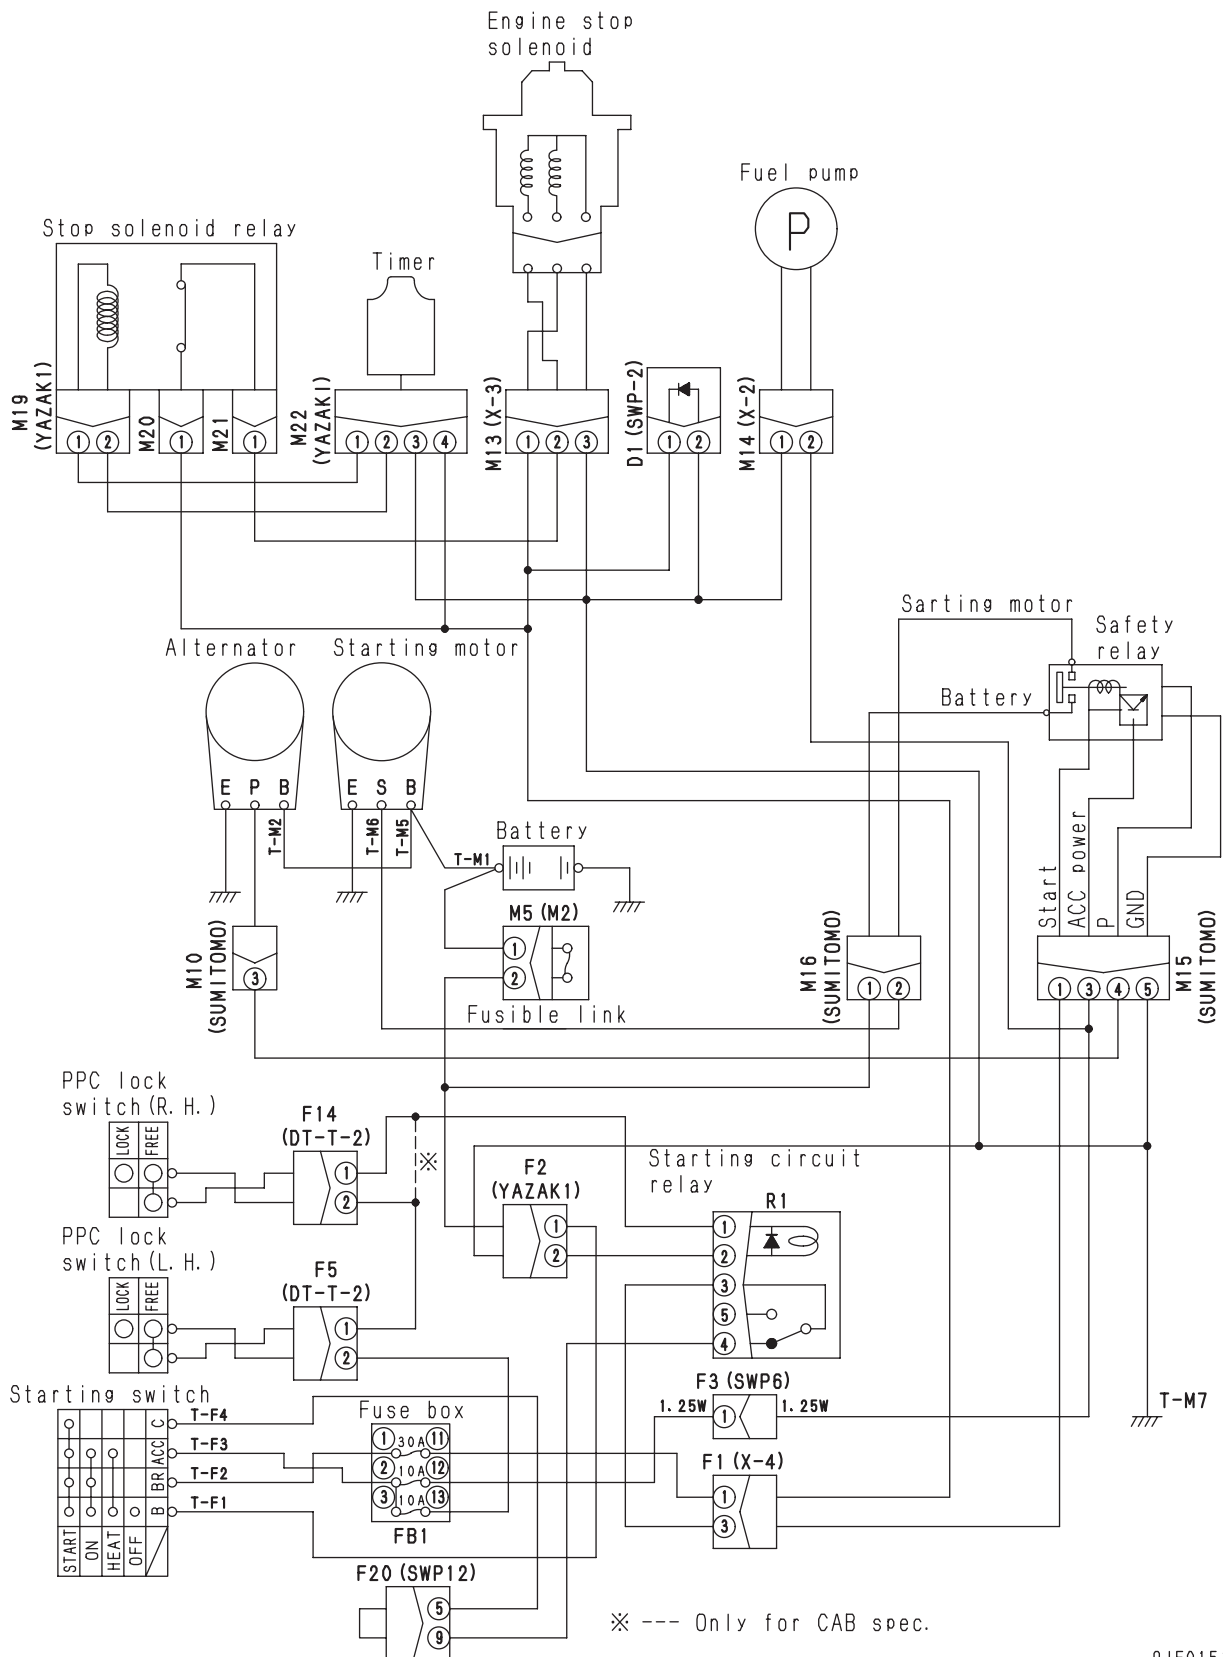 Engine stop
solenoid
Fuel pump
P
Stop solenoid relay
Timer
M19
(YAZAK1)
1 2
M20
1
M21
1
M22
(YAZAK1)
1 2 3 4
M13 (X-3)
1 2 3
D1 (SWP-2)
1 2
M14 (X-2)
1 2
Sarting motor
Safety
relay
Battery
Alternator
Starting motor
E P B
E S B
T-M2
T-M6
T-M5
T-M1
Battery
M5 (M2)
1
2
Fusible link
M10
(SUMITOMO)
3
M16
(SUMITOMO)
1 2
Start
ACC power
P
GND
M15
(SUMITOMO)
1 3 4 5
PPC lock
switch (R. H.)
LOCK
FREE
F14
(DT-T-2)
1
2
※
F2
(YAZAK1)
1
2
Starting circuit
relay
R1
1
2
3
5
4
PPC lock
switch (L. H.)
LOCK
FREE
F5
(DT-T-2)
1
2
Starting switch
C
ACC
BR
B
START
ON
HEAT
OFF
T-F4
T-F3
T-F2
T-F1
Fuse box
1 30A 11
2 10A 12
3 10A 13
FB1
F3 (SWP6)
1.25W 1 1.25W
F1 (X-4)
1
3
T-M7
F20 (SWP12)
5
9
※ --- Only for CAB spec.